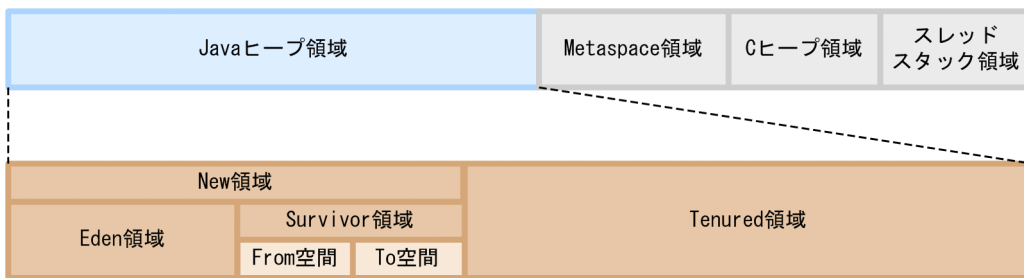 Javaヒープ領域
Metaspace領域
Cヒープ領域
スレッド
スタック領域
New領域
Eden領域
Survivor領域
From空間
To空間
Tenured領域